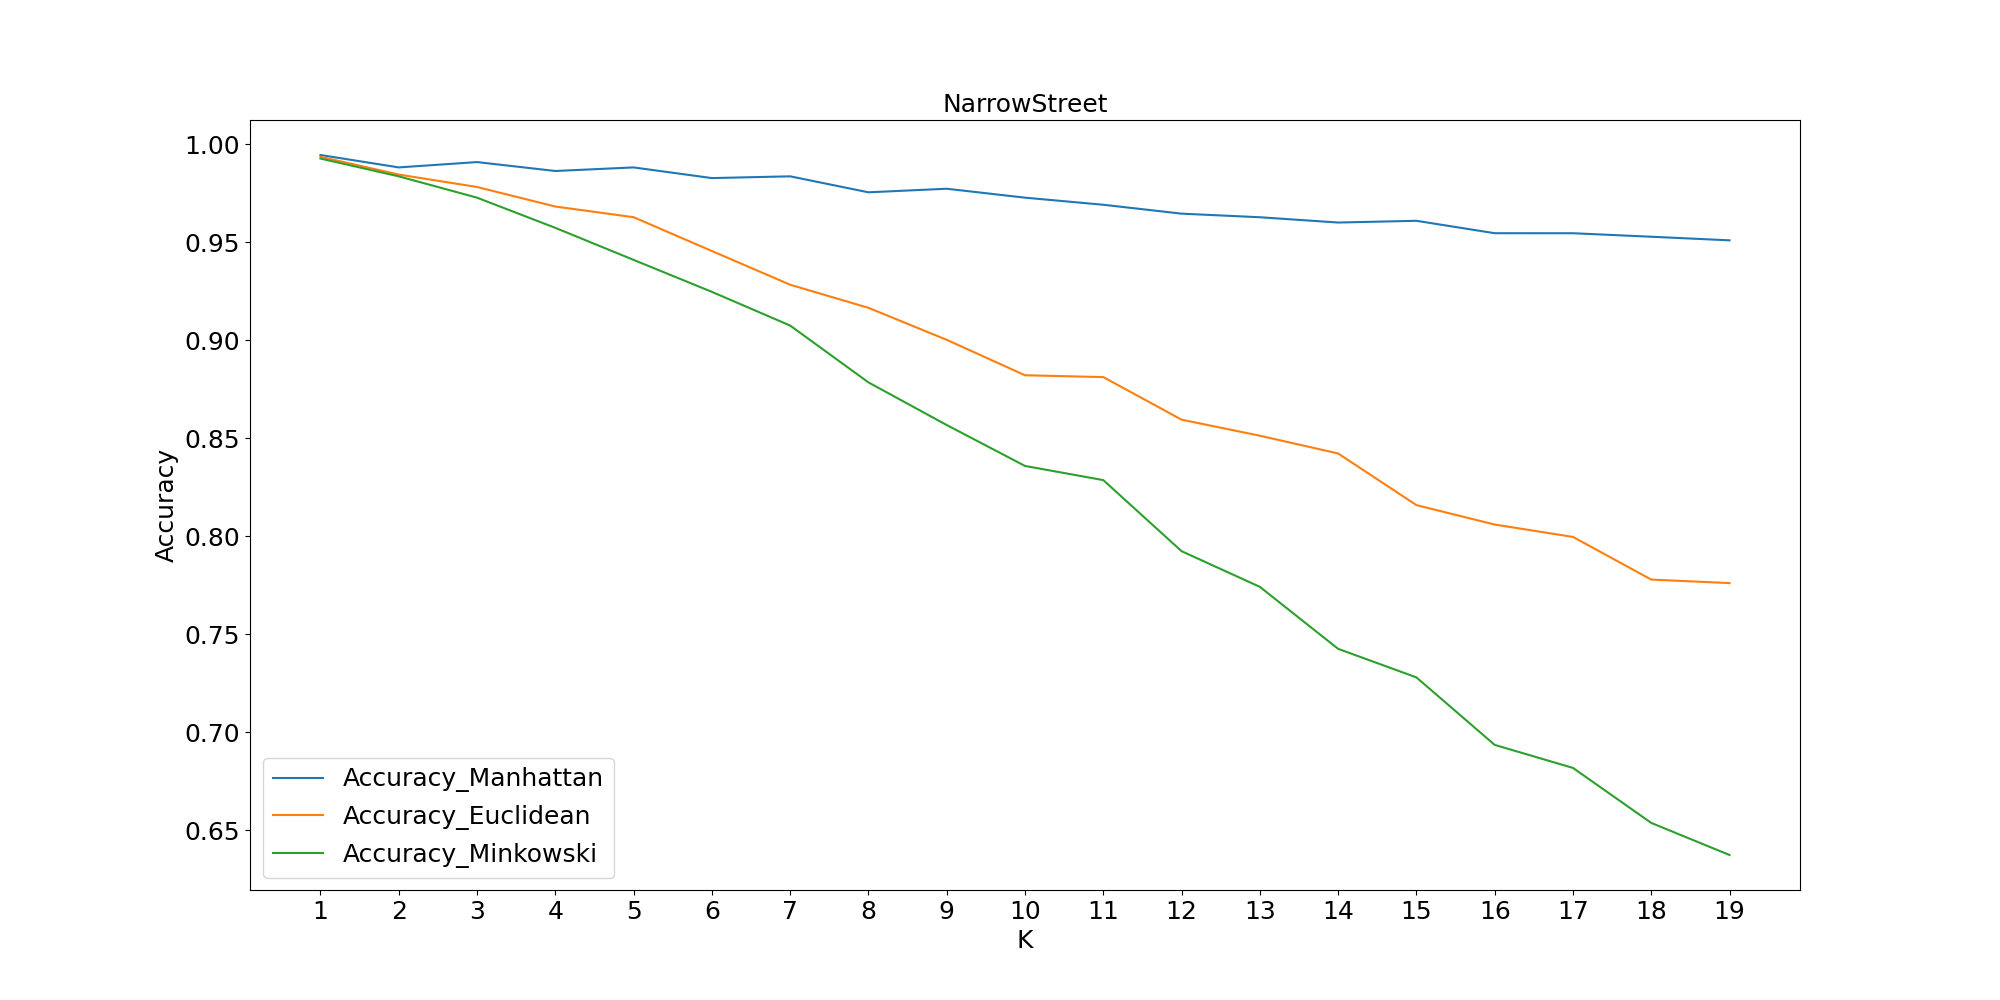 NarrowStreet
1.00
0.95
0.90
0.85
0.80
0.75
0.70
0.65
Accuracy
Accuracy_Manhattan
Accuracy_Euclidean
Accuracy_Minkowski
1 2 3 4 5 6 7 8 9 10 11 12 13 14 15 16 17 18 19
K